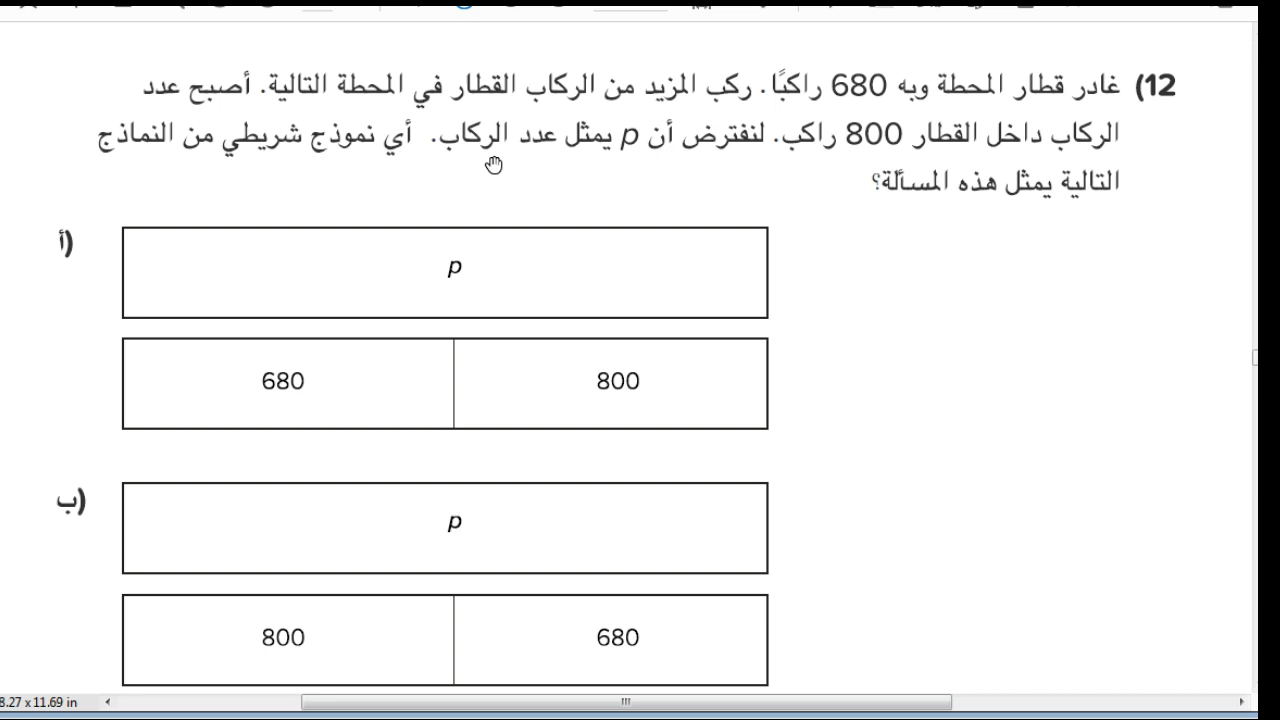 12) غادر قطار المحطة وبه 680 راكبًا. ركب المزيد من الركاب القطار في المحطة التالية. أصبح عدد
الركاب داخل القطار 800 راكب. لنفترض أن p يمثل عدد الركاب. أي نموذج شريطي من النماذج
التالية يمثل هذه المسألة؟
أ)
p
680 800
ب)
p
800 680
8.27 x 11.69 in